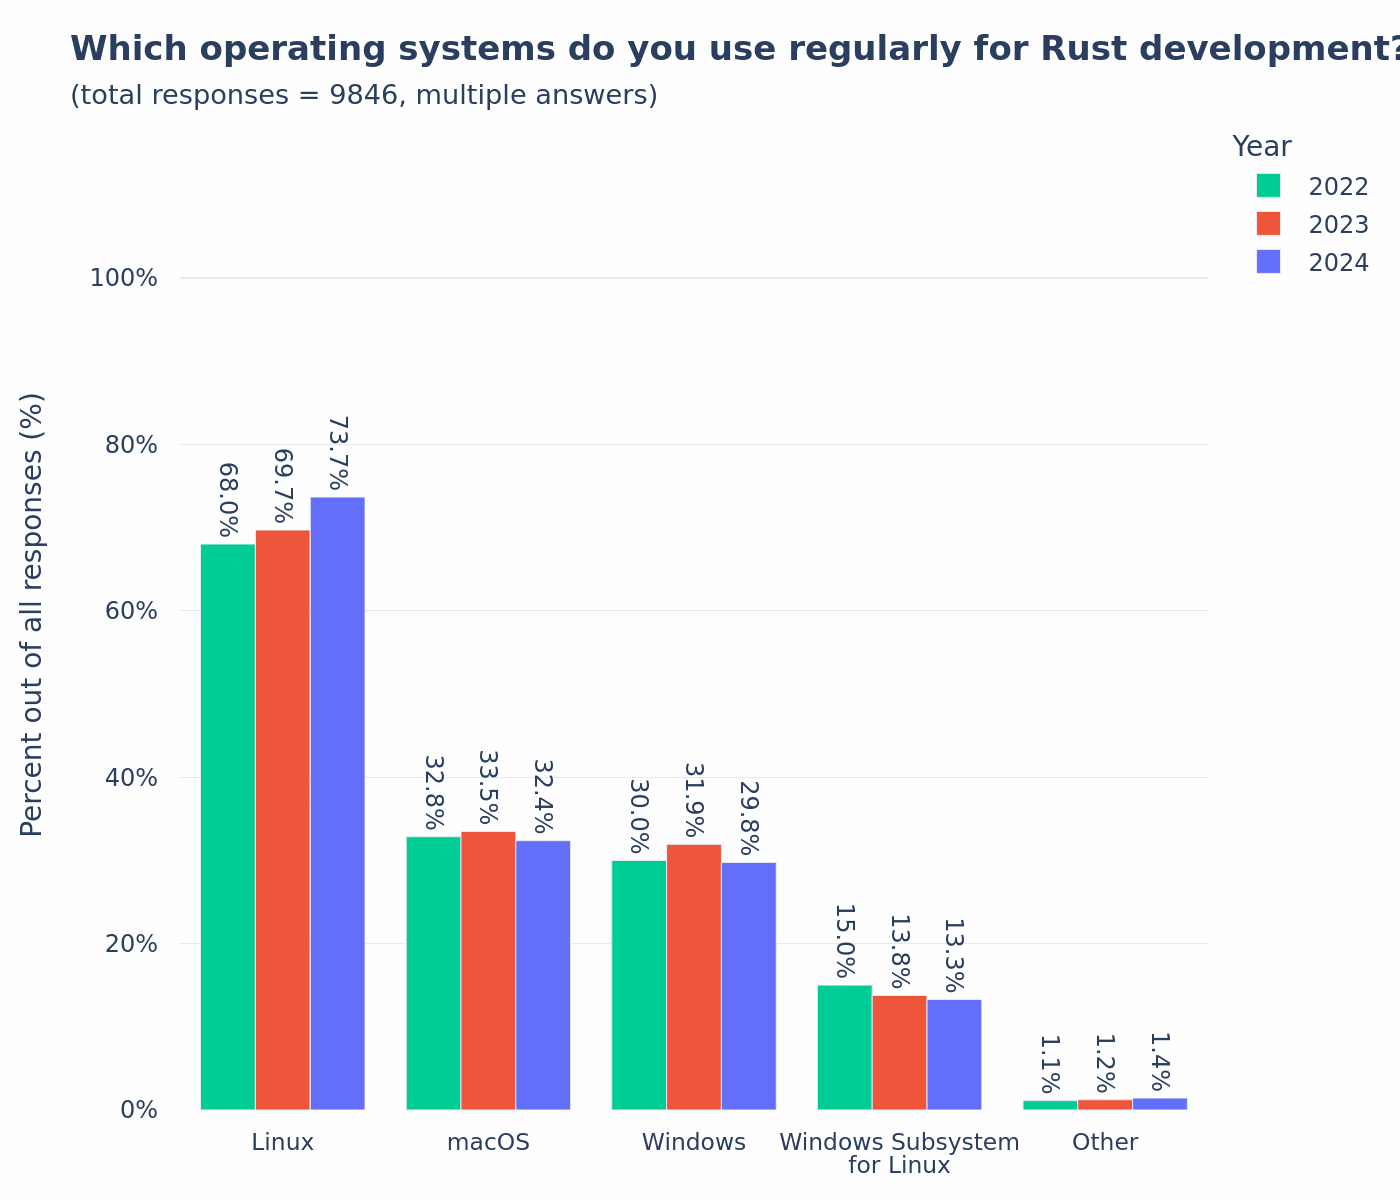 Which operating systems do you use regularly for Rust development?
(total responses = 9846, multiple answers)
Year
2022
2023
2024
Percent out of all responses (%)
100%
80%
60%
40%
20%
0%
68.0%
69.7%
73.7%
32.8%
33.5%
32.4%
30.0%
31.9%
29.8%
15.0%
13.8%
13.3%
1.1%
1.2%
1.4%
Linux
macOS
Windows
Windows Subsystem
for Linux
Other